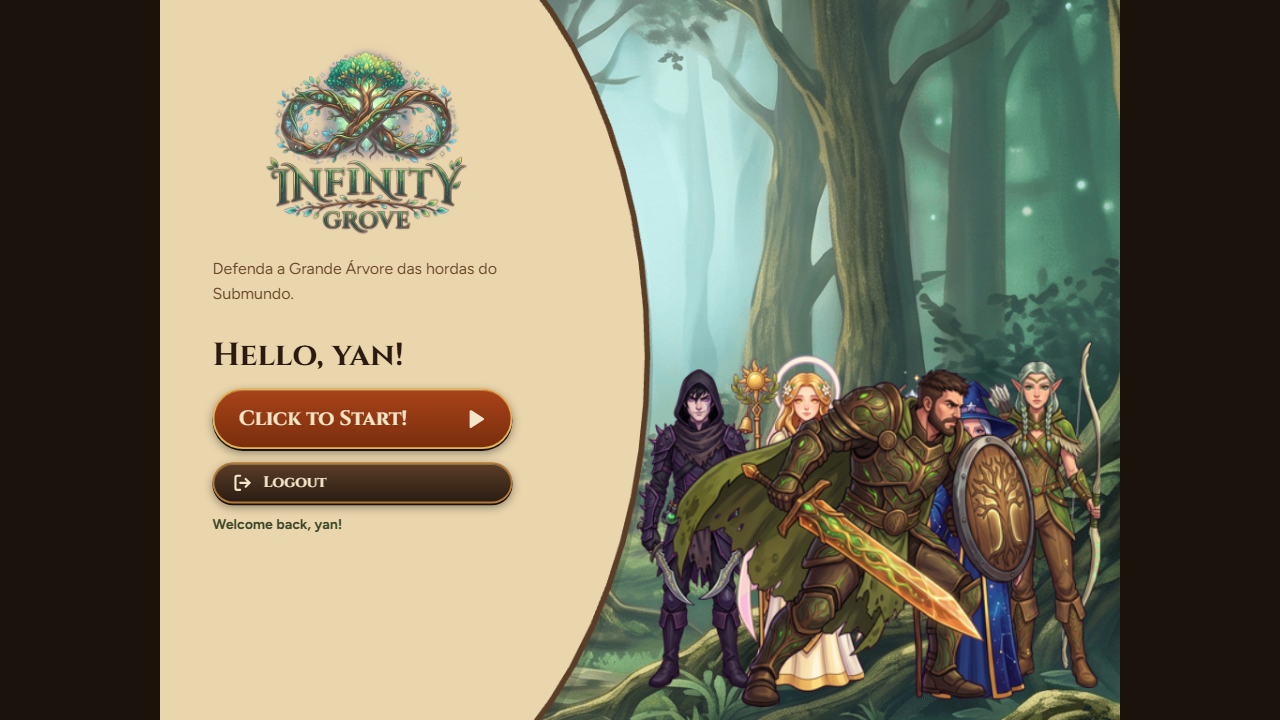 INFINITY
GROVE
Defenda a Grande Árvore das hordas do
Submundo.
Hello, yan!
Click to Start!
Logout
Welcome back, yan!